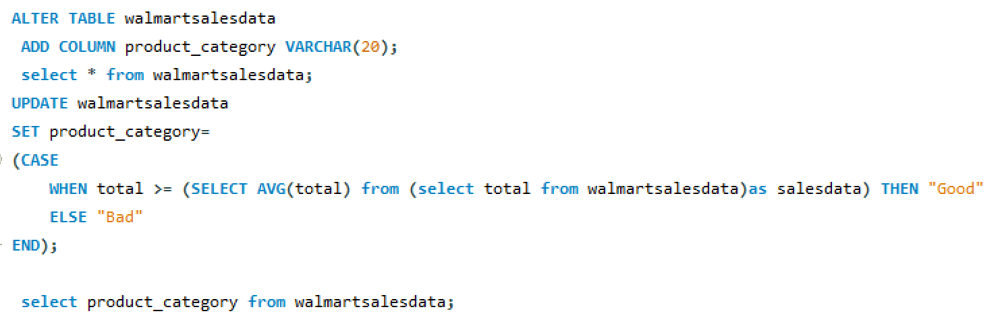 ALTER TABLE walmartsalesdata
ADD COLUMN product_category VARCHAR(20);
select * from walmartsalesdata;
UPDATE walmartsalesdata
SET product_category=
(CASE
WHEN total >= (SELECT AVG(total) from (select total from walmartsalesdata)as salesdata) THEN "Good"
ELSE "Bad"
END);
select product_category from walmartsalesdata;